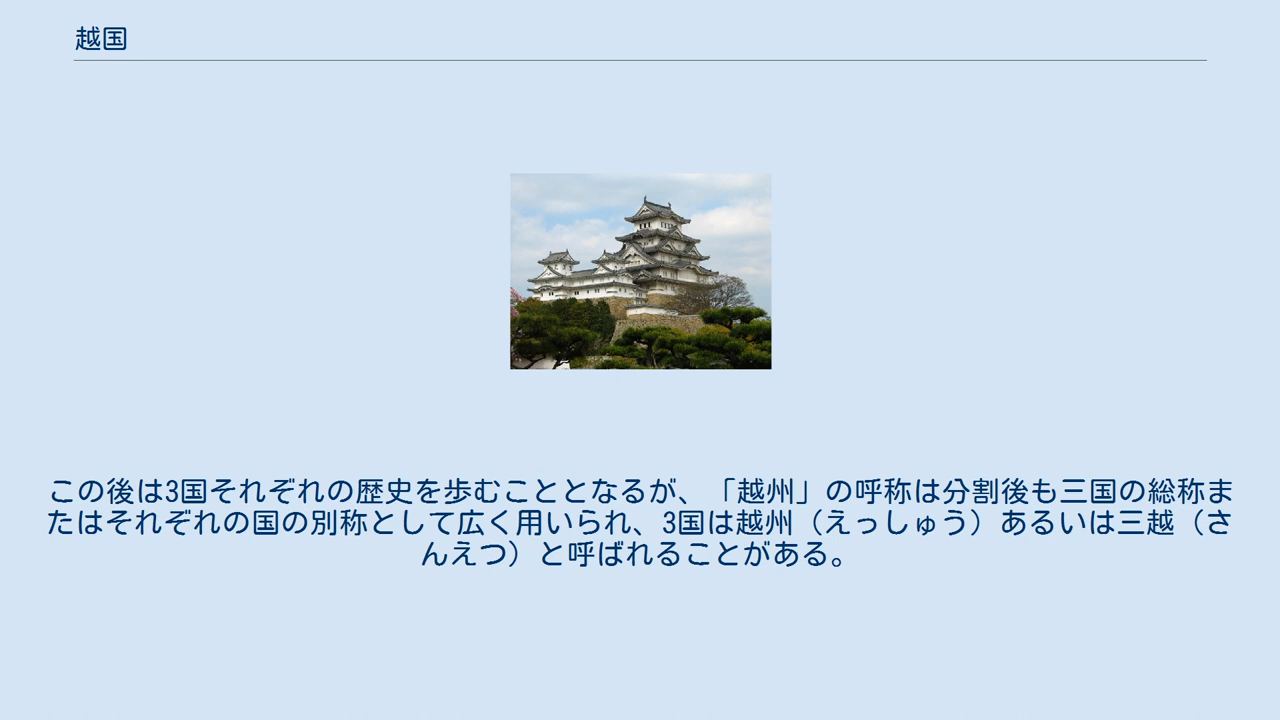 越国
この後は3国それぞれの歴史を歩むこととなるが、「越州」の呼称は分割後も三国の総称ま
たはそれぞれの国の別称として広く用いられ、3国は越州（えっしゅう）あるいは三越（さ
んえつ）と呼ばれることがある。